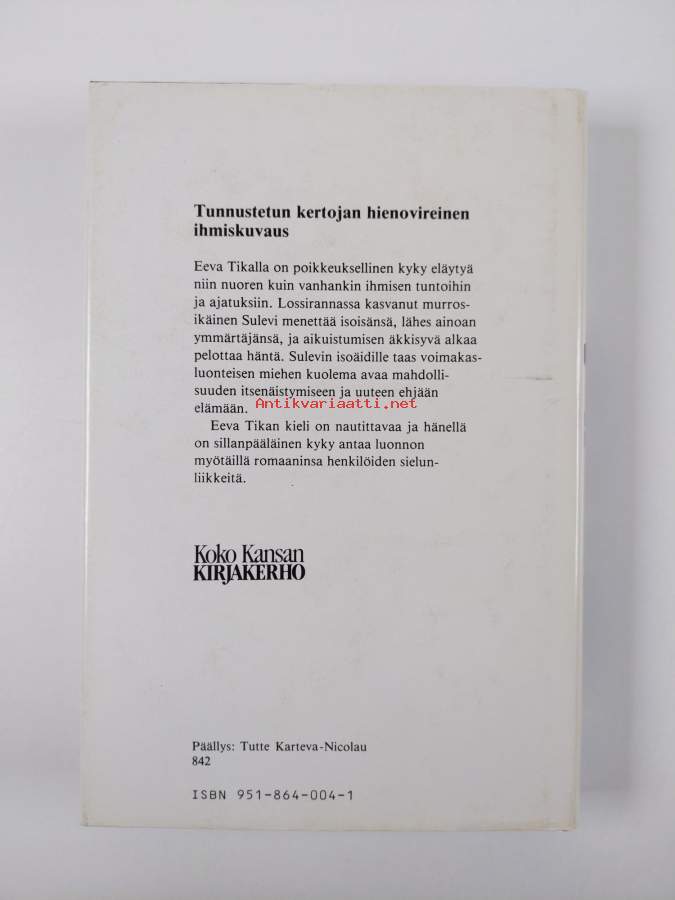 Tunnustetun kertojan hienovireinen
ihmiskuvaus
Eeva Tikalla on poikkeuksellinen kyky eläytyä
niin nuoren kuin vanhankin ihmisen tuntoihin
ja ajatuksiin. Lossirannassa kasvanut murros-
ikäinen Sulevi menettää isoisänsä, lähes ainoan
ymmärtäjänsä, ja aikuistumisen äkkisyvä alkaa
pelottaa häntä. Sulevin isoäidille taas voimakas-
luonteisen miehen kuolema avaa mahdolli-
suuden itsenäistymiseen ja uuteen ehjään
elämään.
Antikvariaatti.net
Eeva Tikan kieli on nautittavaa ja hänellä
on sillanpääläinen kyky antaa luonnon
myötäillä romaaninsa henkilöiden sielun-
liikkeitä.
Koko Kansan
KIRJAKERHO
Päällys: Tutte Karteva-Nicolau
842
ISBN 951-864-004-1